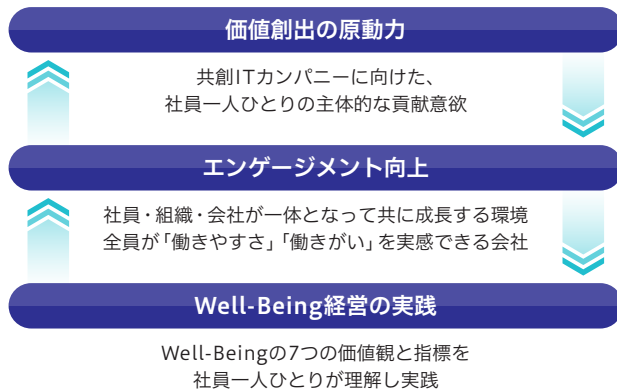 価値創出の原動力
共創ITカンパニーに向けた、
社員一人ひとりの主体的な貢献意欲
エンゲージメント向上
社員・組織・会社が一体となって共に成長する環境
全員が「働きやすさ」「働きがい」を実感できる会社
Well-Being経営の実践
Well-Beingの7つの価値観と指標を
社員一人ひとりが理解し実践